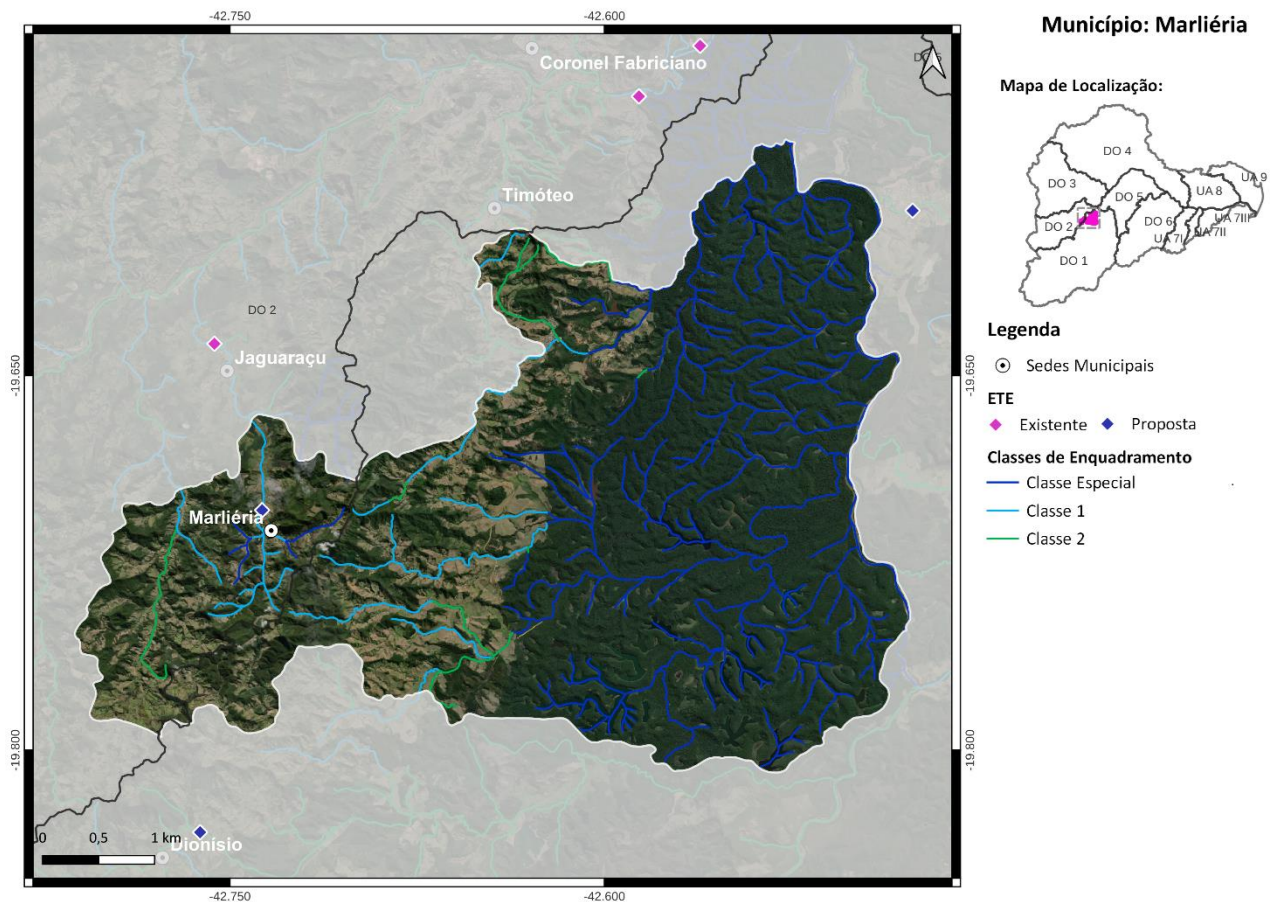 -42.750
-42.600
Município: Marliéria
Coronel Fabriciano
Mapa de Localização:
DO 4
DO 3
UA 9
Timóteo
DO 5
UA 8
DO 2
DO 6
UA 7III
UA 7II
UA 7I
DO 1
DO 2
Legenda
Jaguaraçu
Sedes Municipais
-19.650
-19.650
ETE
Existente
Proposta
Classes de Enquadramento
Classe Especial
Classe 1
Classe 2
Marliéria
-19.800
-19.800
0 0,5 1 km
Dionísio
-42.750
-42.600